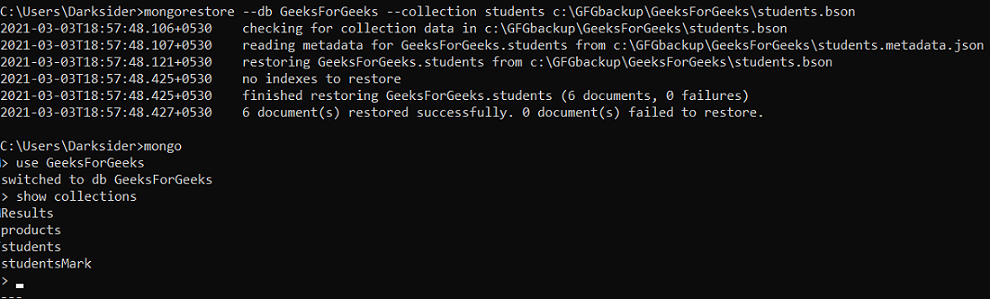 C:\Users\Darksider>mongorestore --db GeeksForGeeks --collection students c:\GFGbackup\GeeksForGeeks\students.bson
2021-03-03T18:57:48.106+0530    checking for collection data in c:\GFGbackup\GeeksForGeeks\students.bson
2021-03-03T18:57:48.107+0530    reading metadata for GeeksForGeeks.students from c:\GFGbackup\GeeksForGeeks\students.metadata.json
2021-03-03T18:57:48.121+0530    restoring GeeksForGeeks.students from c:\GFGbackup\GeeksForGeeks\students.bson
2021-03-03T18:57:48.425+0530    no indexes to restore
2021-03-03T18:57:48.425+0530    finished restoring GeeksForGeeks.students (6 documents, 0 failures)
2021-03-03T18:57:48.427+0530    6 document(s) restored successfully. 0 document(s) failed to restore.
C:\Users\Darksider>mongo
> use GeeksForGeeks
switched to db GeeksForGeeks
> show collections
Results
products
students
studentsMark
> _